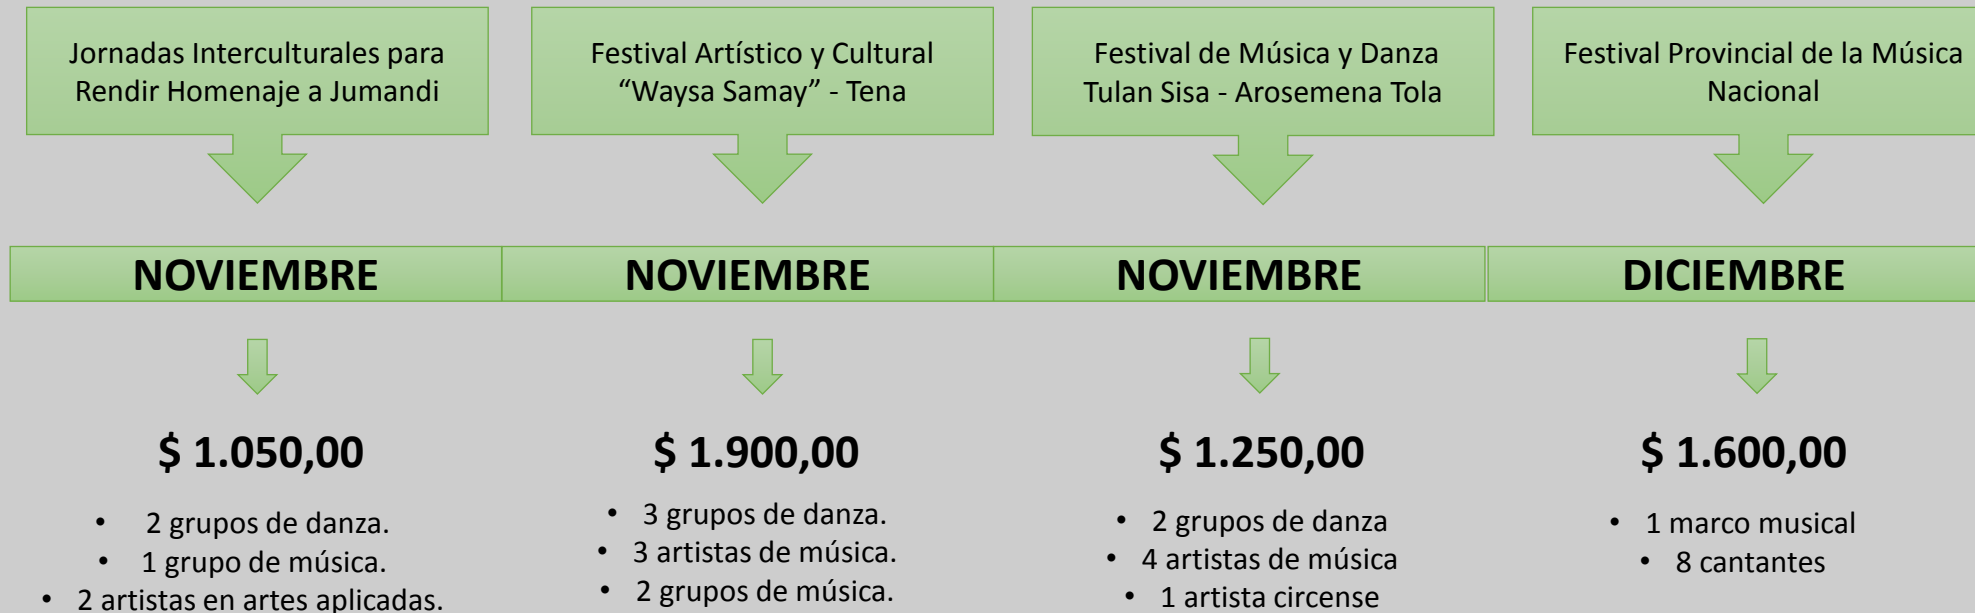 Jornadas Interculturales para
Rendir Homenaje a Jumandi
Festival Artístico y Cultural
“Waysa Samay” - Tena
Festival de Música y Danza
Tulan Sisa - Arosemena Tola
Festival Provincial de la Música
Nacional
NOVIEMBRE
NOVIEMBRE
NOVIEMBRE
DICIEMBRE
$ 1.050,00
$ 1.900,00
$ 1.250,00
$ 1.600,00
• 2 grupos de danza.
• 1 grupo de música.
• 2 artistas en artes aplicadas.
• 3 grupos de danza.
• 3 artistas de música.
• 2 grupos de música.
• 2 grupos de danza
• 4 artistas de música
• 1 artista circense
• 1 marco musical
• 8 cantantes